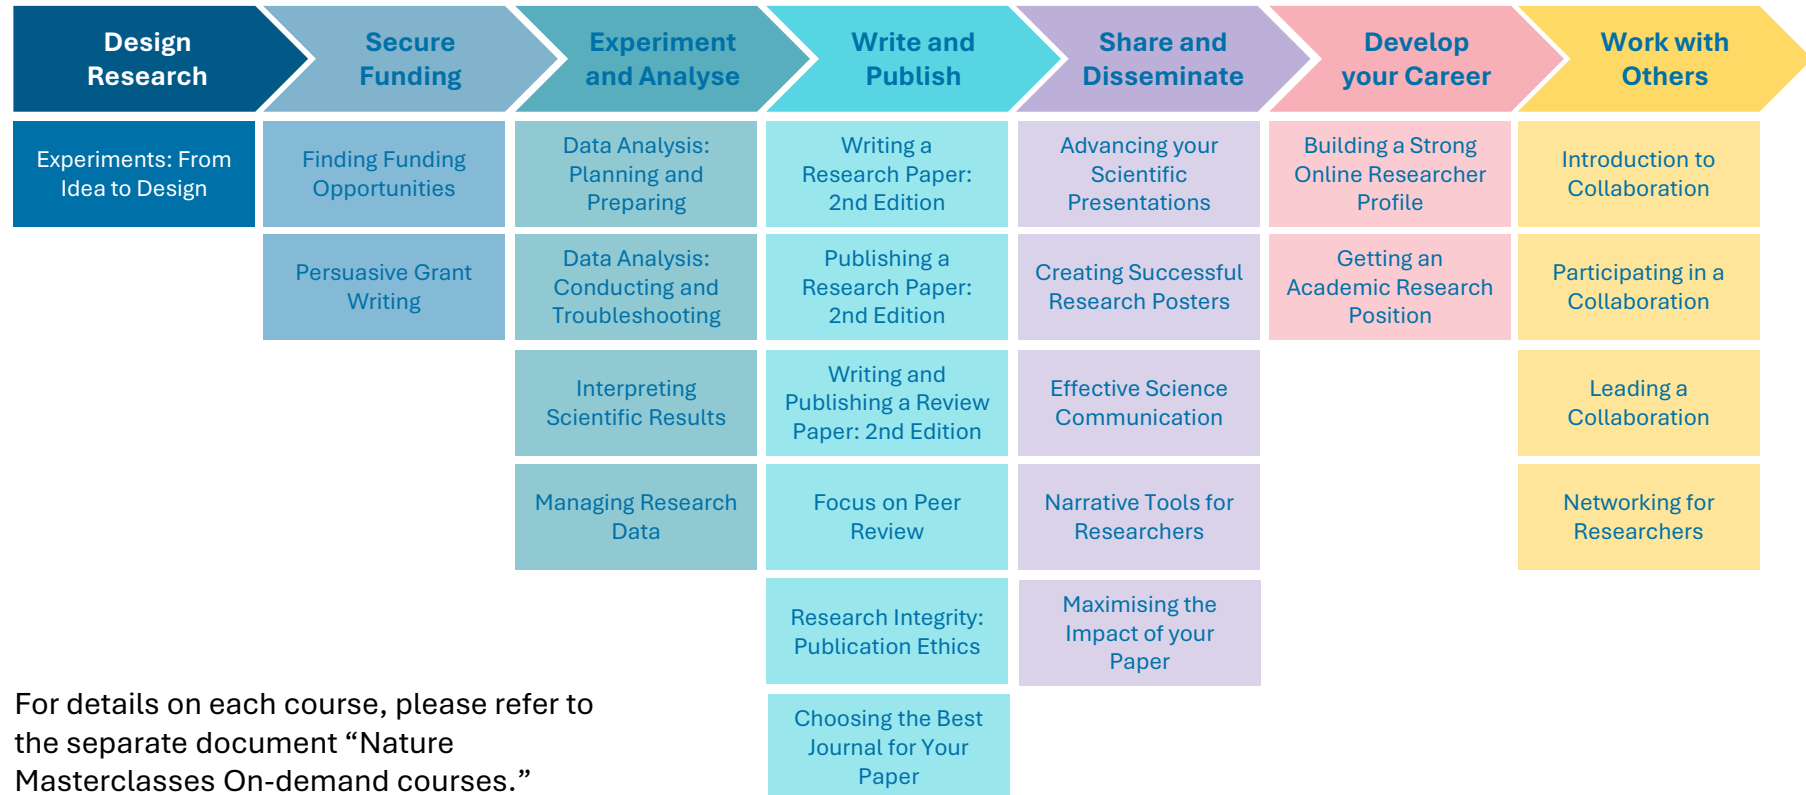 Design
Research
Secure
Funding
Experiment
and Analyse
Write and
Publish
Share and
Disseminate
Develop
your Career
Work with
Others
Experiments: From
Idea to Design
Finding Funding
Opportunities
Persuasive Grant
Writing
Data Analysis:
Planning and
Preparing
Data Analysis:
Conducting and
Troubleshooting
Interpreting
Scientific Results
Managing Research
Data
Writing a
Research Paper:
2nd Edition
Publishing a
Research Paper:
2nd Edition
Writing and
Publishing a Review
Paper: 2nd Edition
Focus on Peer
Review
Research Integrity:
Publication Ethics
Choosing the Best
Journal for Your
Paper
Advancing your
Scientific
Presentations
Creating Successful
Research Posters
Effective Science
Communication
Narrative Tools for
Researchers
Maximising the
Impact of your
Paper
Building a Strong
Online Researcher
Profile
Getting an
Academic Research
Position
Introduction to
Collaboration
Participating in a
Collaboration
Leading a
Collaboration
Networking for
Researchers
For details on each course, please refer to
the separate document “Nature
Masterclasses On-demand courses.”